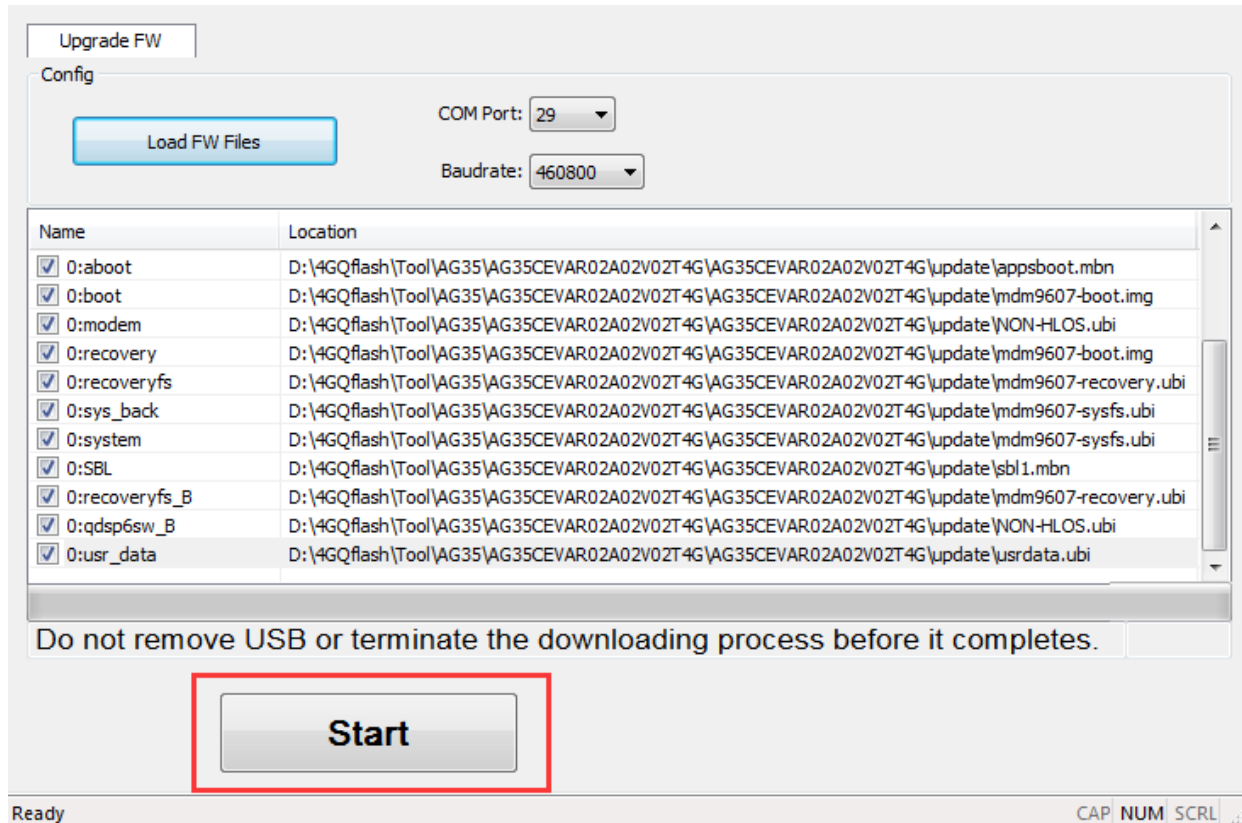 Upgrade FW
Config
Load FW Files
COM Port: 29
Baudrate: 460800
Name Location
0:aboot D:\4GQflash\Tool\AG35\AG35CEVAR02A02V02T4G\AG35CEVAR02A02V02T4G\update\appsboot.mbn
0:boot D:\4GQflash\Tool\AG35\AG35CEVAR02A02V02T4G\AG35CEVAR02A02V02T4G\update\mdm9607-boot.img
0:modem D:\4GQflash\Tool\AG35\AG35CEVAR02A02V02T4G\AG35CEVAR02A02V02T4G\update\NON-HLOS.ubi
0:recovery D:\4GQflash\Tool\AG35\AG35CEVAR02A02V02T4G\AG35CEVAR02A02V02T4G\update\mdm9607-boot.img
0:recoveryfs D:\4GQflash\Tool\AG35\AG35CEVAR02A02V02T4G\AG35CEVAR02A02V02T4G\update\mdm9607-recovery.ubi
0:sys_back D:\4GQflash\Tool\AG35\AG35CEVAR02A02V02T4G\AG35CEVAR02A02V02T4G\update\mdm9607-sysfs.ubi
0:system D:\4GQflash\Tool\AG35\AG35CEVAR02A02V02T4G\AG35CEVAR02A02V02T4G\update\mdm9607-sysfs.ubi
0:SBL D:\4GQflash\Tool\AG35\AG35CEVAR02A02V02T4G\AG35CEVAR02A02V02T4G\update\sbl1.mbn
0:recoveryfs_B D:\4GQflash\Tool\AG35\AG35CEVAR02A02V02T4G\AG35CEVAR02A02V02T4G\update\mdm9607-recovery.ubi
0:qdsp6sw_B D:\4GQflash\Tool\AG35\AG35CEVAR02A02V02T4G\AG35CEVAR02A02V02T4G\update\NON-HLOS.ubi
0:usr_data D:\4GQflash\Tool\AG35\AG35CEVAR02A02V02T4G\AG35CEVAR02A02V02T4G\update\usrdata.ubi
Do not remove USB or terminate the downloading process before it completes.
Start
Ready CAP NUM SCRL